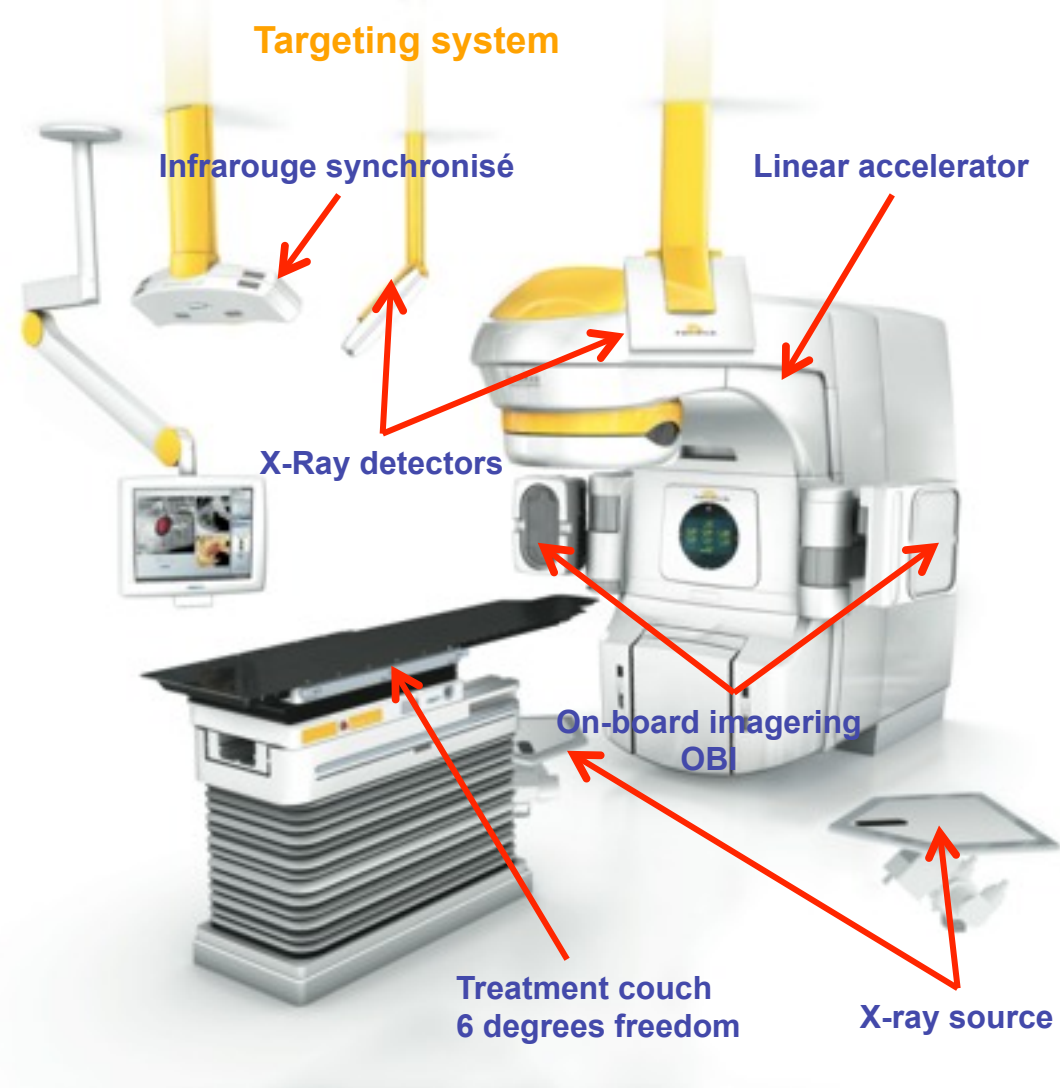 Targeting system
Infrarouge synchronisé
Linear accelerator
X-Ray detectors
On-board imagering
OBI
Treatment couch
6 degrees freedom
X-ray source